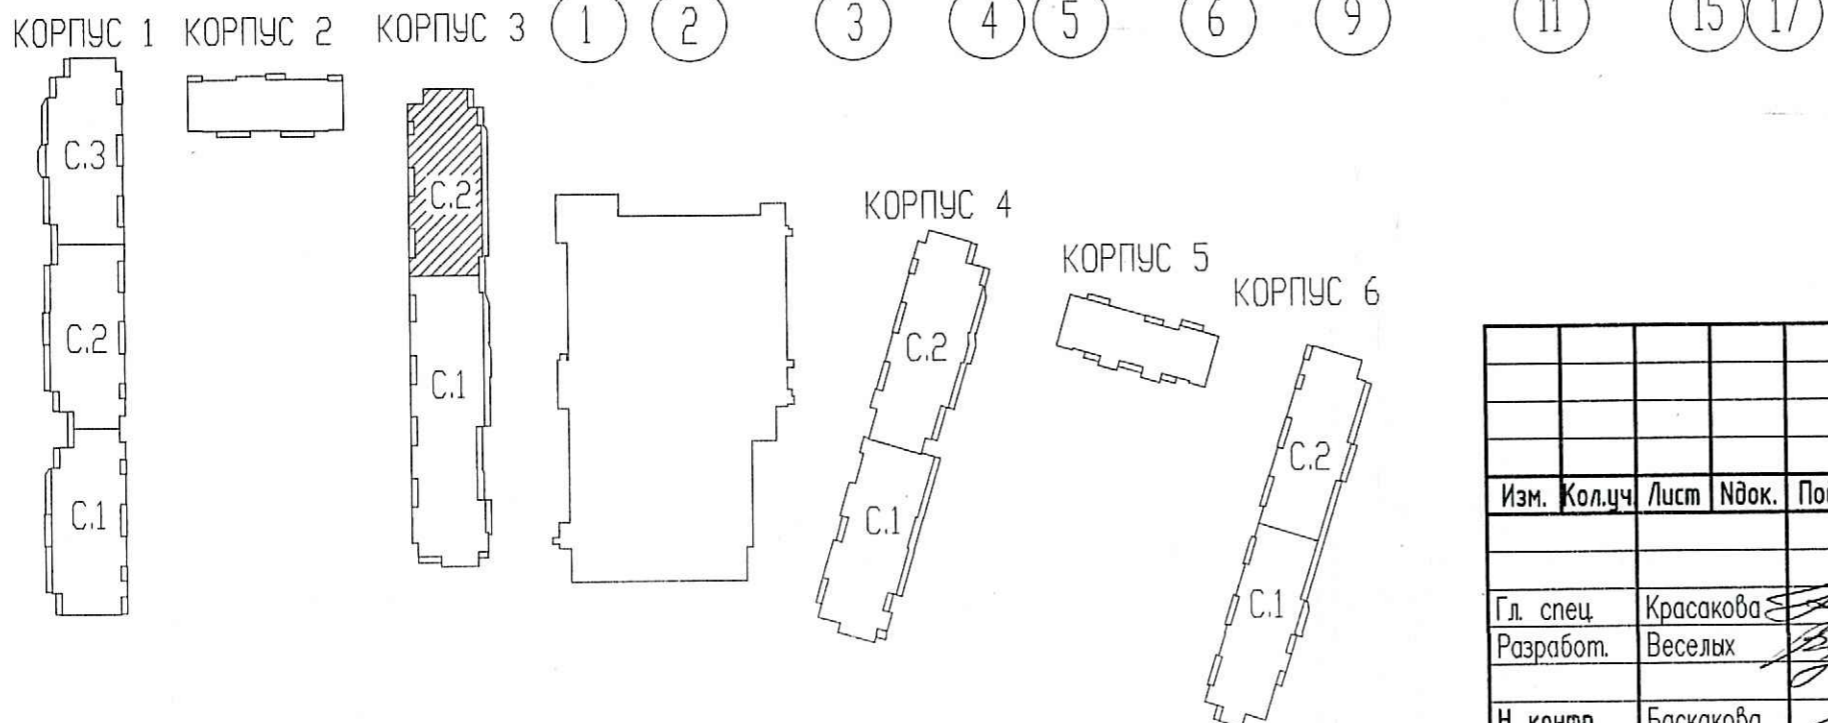 КОРПУС 1 КОРПУС 2 КОРПУС 3 1 2 3 4 5 6 9 11 15 17
С.3
С.2
КОРПУС 4
КОРПУС 5
КОРПУС 6
С.2
С.2
С.1
С.2
С.1
С.1
С.1
Изм. Кол.уч Лист Nдок.
Гл. спец. Красакова
Разработ. Веселых
Н. контр. Баскакова